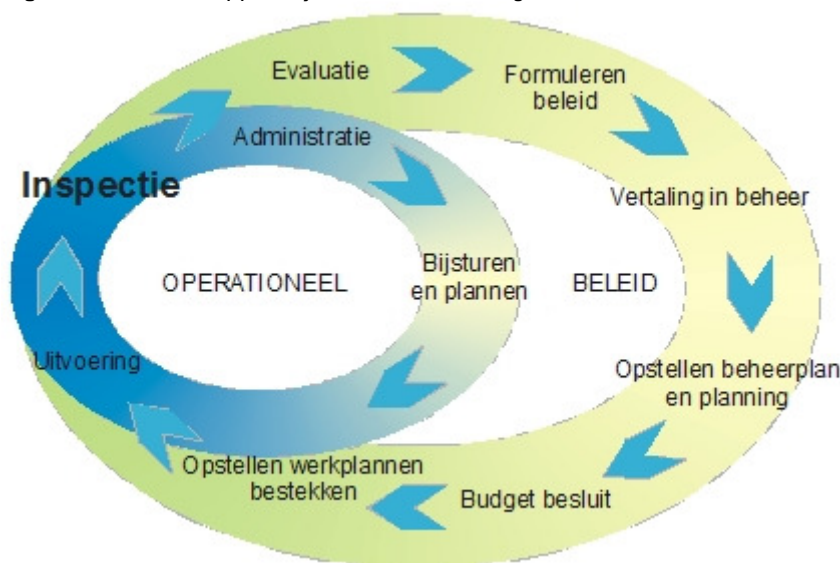 Evaluatie
Formuleren
beleid
Administratie
Inspectie
Vertaling in beheer
OPERATIONEEL
Bijsturen
en plannen
BELEID
Uitvoering
Opstellen beheerplan
en planning
Opstellen werkplannen
bestekken
Budget besluit